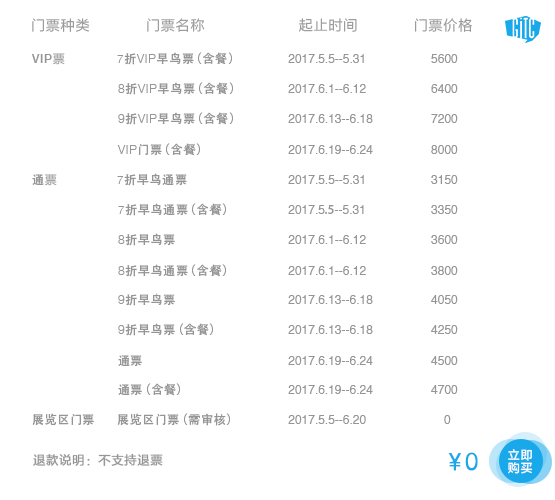 门票种类 门票名称 起止时间 门票价格
VIP票 7折VIP早鸟票(含餐) 2017.5.5--5.31 5600
8折VIP早鸟票(含餐) 2017.6.1--6.12 6400
9折VIP早鸟票(含餐) 2017.6.13--6.18 7200
VIP门票(含餐) 2017.6.19--6.24 8000
通票 7折早鸟通票 2017.5.5--5.31 3150
7折早鸟通票(含餐) 2017.5.5--5.31 3350
8折早鸟票 2017.6.1--6.12 3600
8折早鸟通票(含餐) 2017.6.1--6.12 3800
9折早鸟票 2017.6.13--6.18 4050
9折早鸟票(含餐) 2017.6.13--6.18 4250
通票 2017.6.19--6.24 4500
通票(含餐) 2017.6.19--6.24 4700
展览区门票 展览区门票(需审核) 2017.5.5--6.20 0
退款说明：不支持退票
¥0
立即
购买